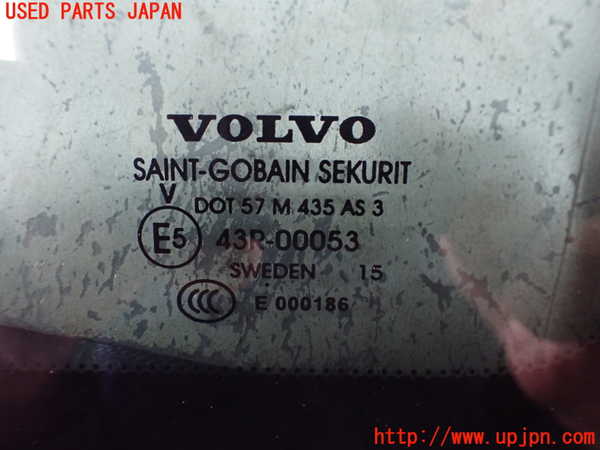 USED PARTS JAPAN
VOLVO
SAINT-GOBAIN SEKURIT
V
DOT 57 M 435 AS 3
E5 43R-00053
SWEDEN 15
CCC E 000186
http://www.upjpn.com/